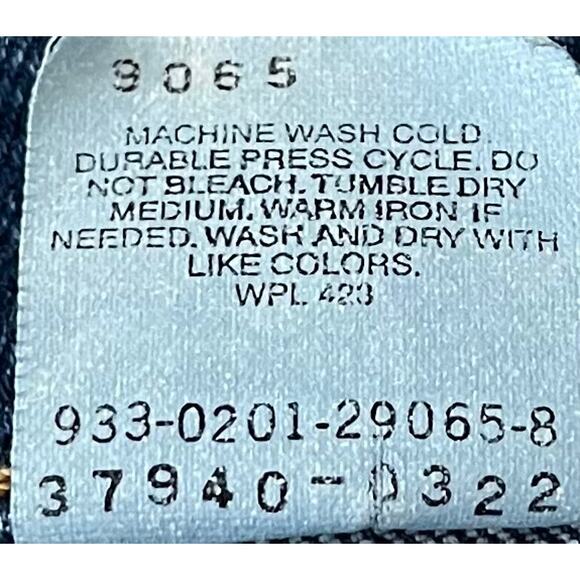 9065
MACHINE WASH COLD.
DURABLE PRESS CYCLE. DO
NOT BLEACH. TUMBLE DRY
MEDIUM. WARM IRON IF
NEEDED. WASH AND DRY WITH
LIKE COLORS.
WPL 423
933-0201-29065-8
37940-0322